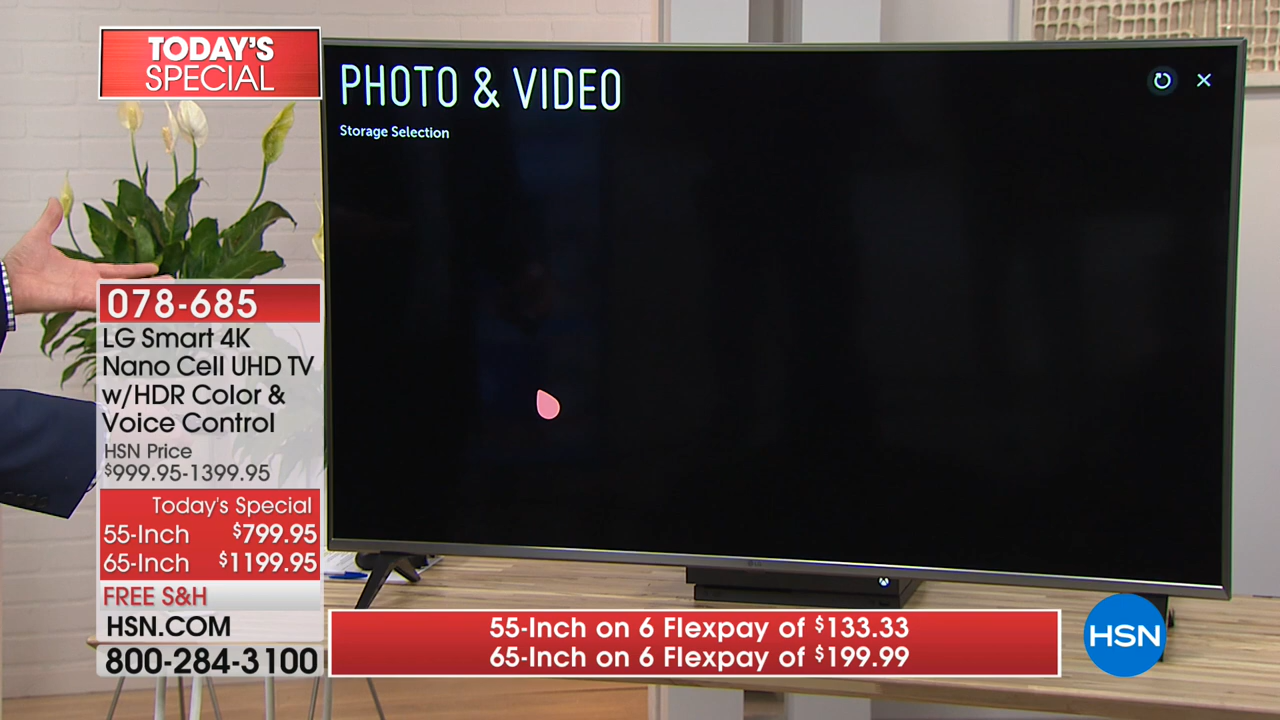 TODAY'S
SPECIAL
PHOTO & VIDEO
Storage Selection
078-685
LG Smart 4K
Nano Cell UHD TV
w/HDR Color &
Voice Control
HSN Price
$999.95-1399.95
Today's Special
55-Inch $799.95
65-Inch $1199.95
FREE S&H
HSN.COM
800-284-3100
LG
55-Inch on 6 Flexpay of $133.33
65-Inch on 6 Flexpay of $199.99
HSN